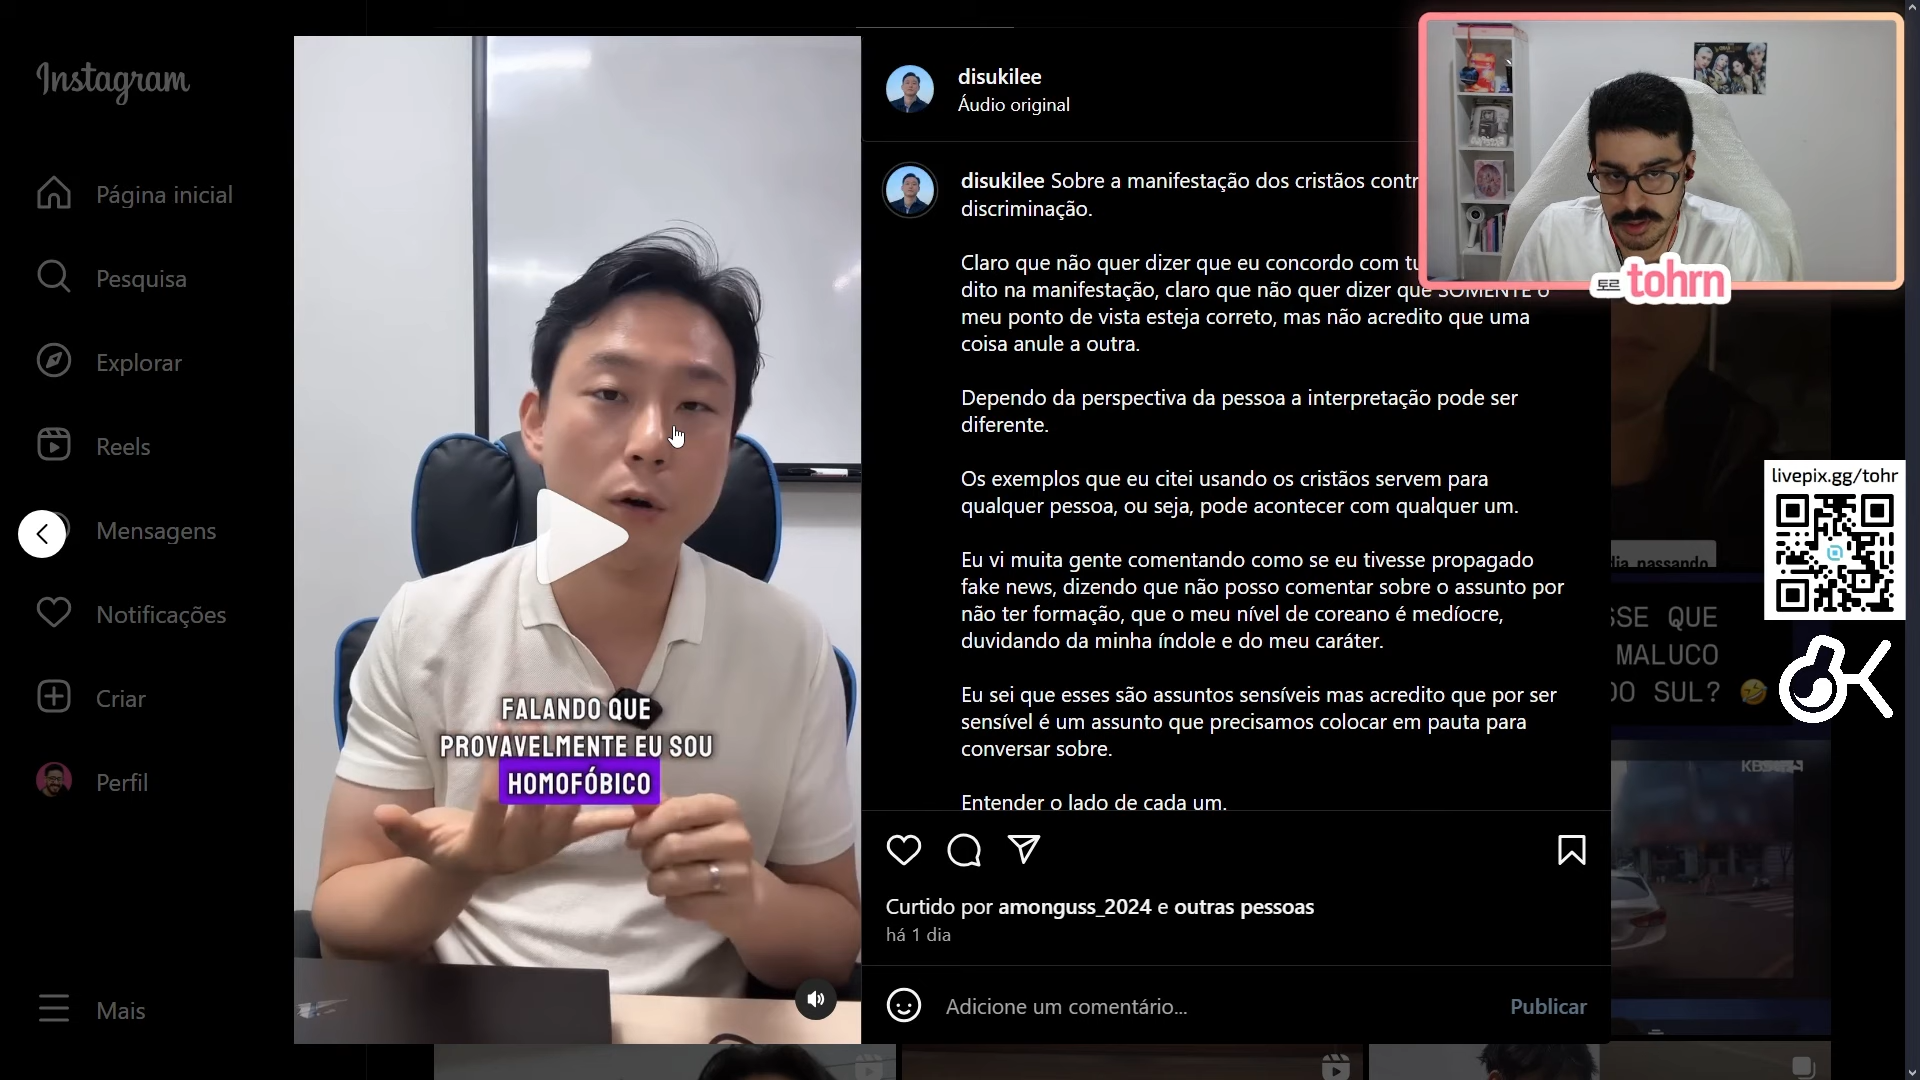 Instagram
Página inicial
Pesquisa
Explorar
Reels
Mensagens
Notificações
Criar
Perfil
Mais
FALANDO QUE
PROVAVELMENTE EU SOU
HOMOFÓBICO
disukilee
Áudio original
disukilee Sobre a manifestação dos cristãos contr
discriminação.
Claro que não quer dizer que eu concordo com tu
dito na manifestação, claro que não quer dizer que SOMENTE o
meu ponto de vista esteja correto, mas não acredito que uma
coisa anule a outra.
Dependo da perspectiva da pessoa a interpretação pode ser
diferente.
Os exemplos que eu citei usando os cristãos servem para
qualquer pessoa, ou seja, pode acontecer com qualquer um.
Eu vi muita gente comentando como se eu tivesse propagado
fake news, dizendo que não posso comentar sobre o assunto por
não ter formação, que o meu nível de coreano é medíocre,
duvidando da minha índole e do meu caráter.
Eu sei que esses são assuntos sensíveis mas acredito que por ser
sensível é um assunto que precisamos colocar em pauta para
conversar sobre.
Entender o lado de cada um.
Curtido por amonguss_2024 e outras pessoas
há 1 dia
Adicione um comentário...
Publicar
토르 tohrn
livepix.gg/tohr
dia passando
SSE QUE
MALUCO
DO SUL?